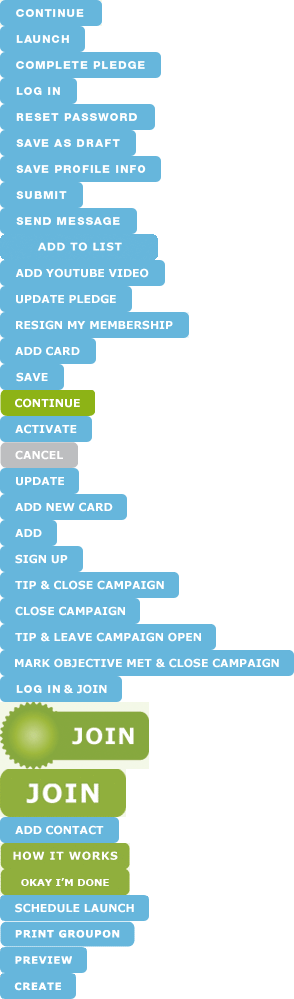 CONTINUE
LAUNCH
COMPLETE PLEDGE
LOG IN
RESET PASSWORD
SAVE AS DRAFT
SAVE PROFILE INFO
SUBMIT
SEND MESSAGE
ADD TO LIST
ADD YOUTUBE VIDEO
UPDATE PLEDGE
RESIGN MY MEMBERSHIP
ADD CARD
SAVE
CONTINUE
ACTIVATE
CANCEL
UPDATE
ADD NEW CARD
ADD
SIGN UP
TIP & CLOSE CAMPAIGN
CLOSE CAMPAIGN
TIP & LEAVE CAMPAIGN OPEN
MARK OBJECTIVE MET & CLOSE CAMPAIGN
LOG IN & JOIN
JOIN
JOIN
ADD CONTACT
HOW IT WORKS
OKAY I'M DONE
SCHEDULE LAUNCH
PRINT GROUPON
PREVIEW
CREATE